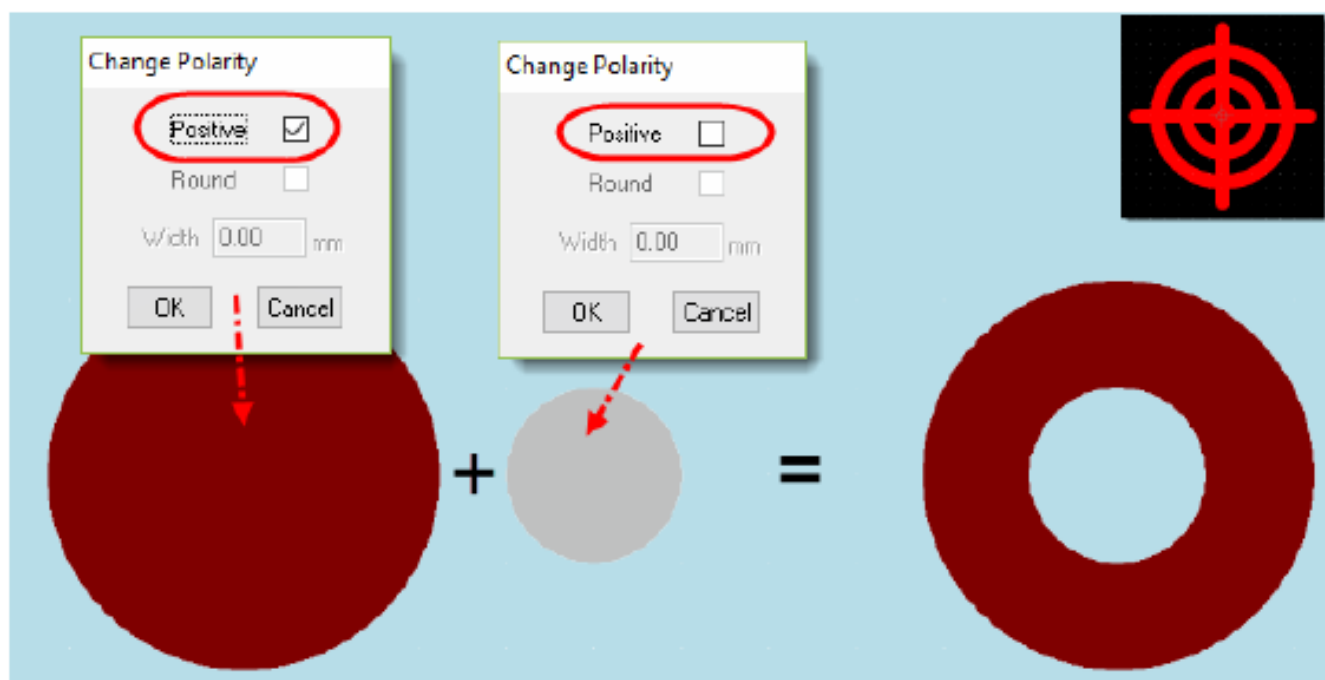 Change Polarity
Positive
Round
Width 0.00 mm
OK Cancel
Change Polarity
Positive
Round
Width 0.00 mm
OK Cancel
+ =